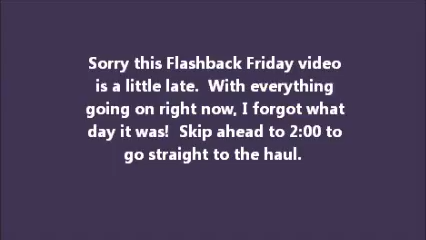 Sorry this Flashback Friday video
is a little late.  With everything
going on right now, I forgot what
day it was!  Skip ahead to 2:00 to
go straight to the haul.